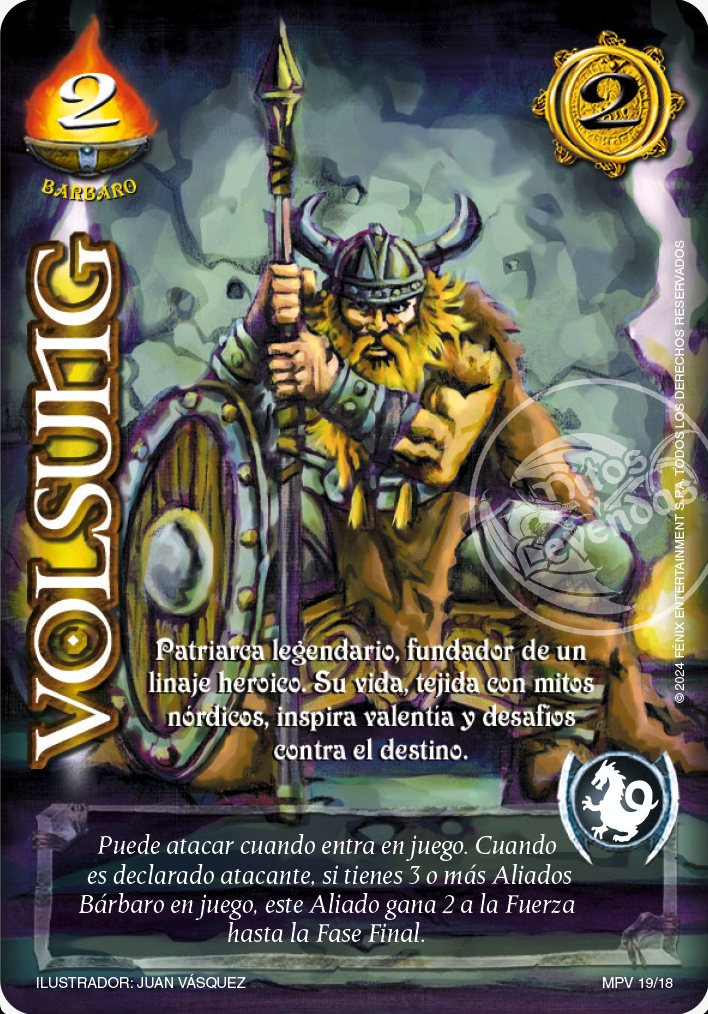 2
2
BARBARO
VOLSUNG
Patriarca legendario, fundador de un
linaje heroico. Su vida, tejida con mitos
nórdicos, inspira valentía y desafíos
contra el destino.
Puede atacar cuando entra en juego. Cuando
es declarado atacante, si tienes 3 o más Aliados
Bárbaro en juego, este Aliado gana 2 a la Fuerza
hasta la Fase Final.
ILUSTRADOR: JUAN VÁSQUEZ
MPV 19/18
© 2024 FÉNIX ENTERTAINMENT S.P.A. TODOS LOS DERECHOS RESERVADOS
Mitos
y
Leyendas